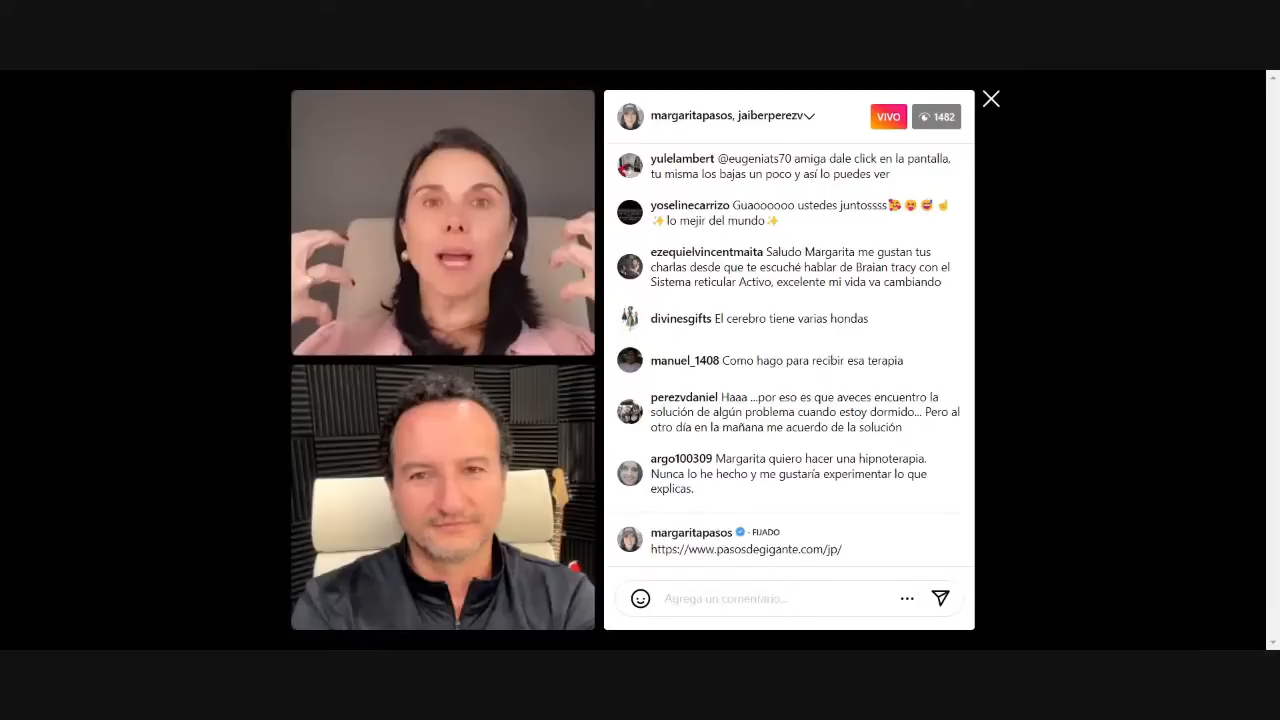 margaritapasos, jaiberperezv
VIVO
1482
yulelambert @eugeniats70 amiga dale click en la pantalla,
tu misma los bajas un poco y así lo puedes ver
yoselinecarrizo Guaoooooo ustedes juntossss🥰😍😅☝
✨lo mejir del mundo✨
ezequielvincentmaita Saludo Margarita me gustan tus
charlas desde que te escuché hablar de Braian tracy con el
Sistema reticular Activo, excelente mi vida va cambiando
divinesgifts El cerebro tiene varias hondas
manuel_1408 Como hago para recibir esa terapia
perezvdaniel Haaa ...por eso es que aveces encuentro la
solución de algún problema cuando estoy dormido... Pero al
otro día en la mañana me acuerdo de la solución
argo100309 Margarita quiero hacer una hipnoterapia.
Nunca lo he hecho y me gustaría experimentar lo que
explicas.
margaritapasos · FIJADO
https://www.pasosdegigante.com/jp/
Agrega un comentario...